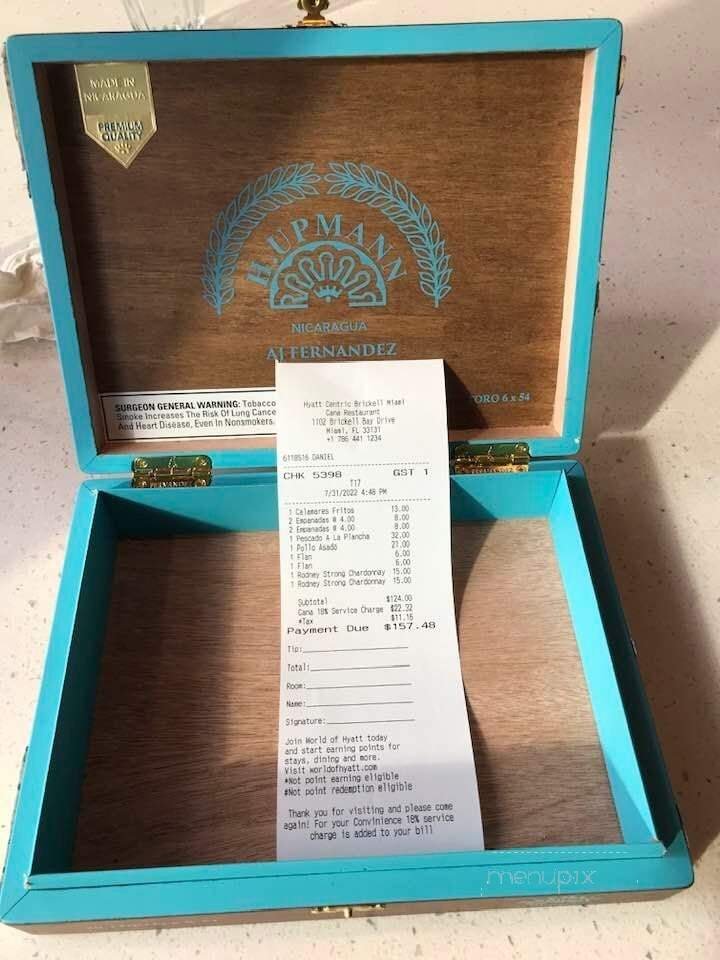 MADE IN
NICARAGUA
PREMIUM
QUALITY
H.UPMANN
NICARAGUA
AJ FERNANDEZ
SURGEON GENERAL WARNING: Tobacco
Smoke Increases The Risk Of Lung Cance
And Heart Disease, Even In Nonsmokers.
TORO 6 x 54
Hyatt Centric Brickell Miami
Cana Restaurant
1102 Brickell Bay Drive
Miami, FL 33131
+1 786 441 1234
6118516 DANIEL
CHK 5398 GST 1
T17
7/31/2022 4:48 PM
1 Calamares Fritos 13.00
2 Empanadas @ 4.00 8.00
2 Empanadas @ 4.00 8.00
1 Pescado A La Plancha 32.00
1 Pollo Asado 21.00
1 Flan 6.00
1 Flan 6.00
1 Rodney Strong Chardonnay 15.00
1 Rodney Strong Chardonnay 15.00
Subtotal $124.00
Cana 18% Service Charge $22.32
*Tax $11.16
Payment Due $157.48
Tip:
Total:
Room:
Name:
Signature:
Join World of Hyatt today
and start earning points for
stays, dining and more.
Visit worldofhyatt.com
*Not point earning eligible
#Not point redemption eligible
Thank you for visiting and please come
again! For your Convinience 18% service
charge is added to your bill
menupix